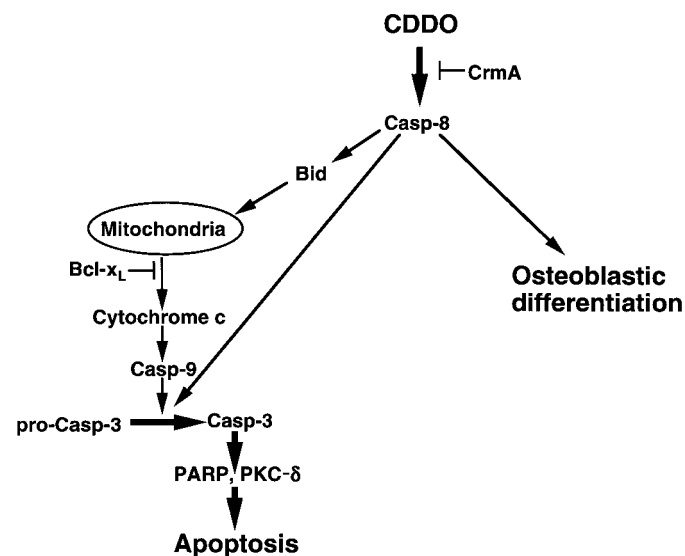 CDDO
CrmA
Casp-8
Bid
Mitochondria
Bcl-xL
Cytochrome c
Casp-9
Osteoblastic
differentiation
pro-Casp-3
Casp-3
PARP, PKC-δ
Apoptosis